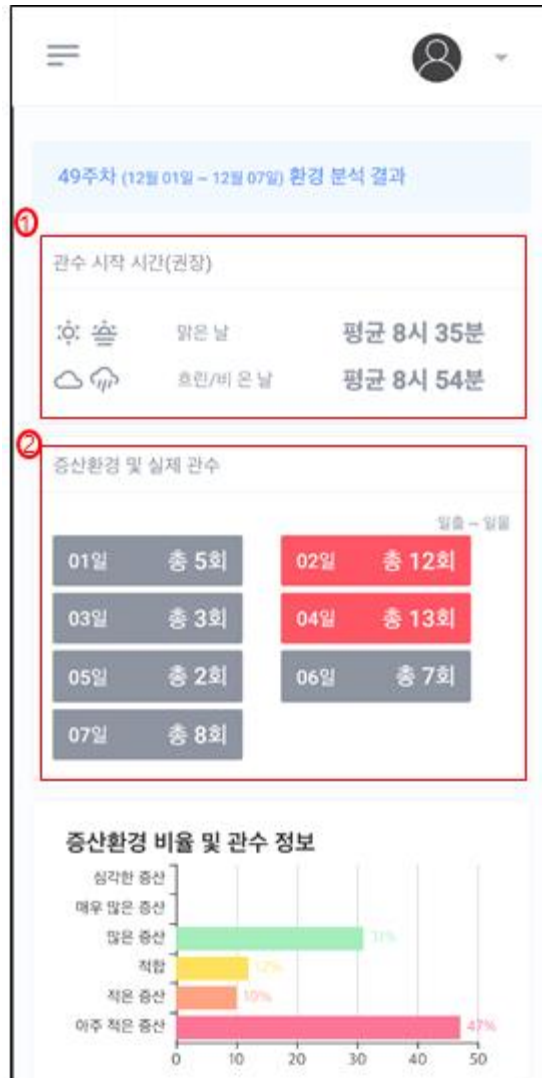 49주차 (12월 01일 ~ 12월 07일) 환경 분석 결과
①
관수 시작 시간(권장)
맑은 날 평균 8시 35분
흐린/비 온 날 평균 8시 54분
②
증산환경 및 실제 관수
일출 ~ 일몰
01일 총 5회 02일 총 12회
03일 총 3회 04일 총 13회
05일 총 2회 06일 총 7회
07일 총 8회
증산환경 비율 및 관수 정보
심각한 증산
매우 많은 증산
많은 증산 31%
적합 12%
적은 증산 10%
아주 적은 증산 47%
0 10 20 30 40 50